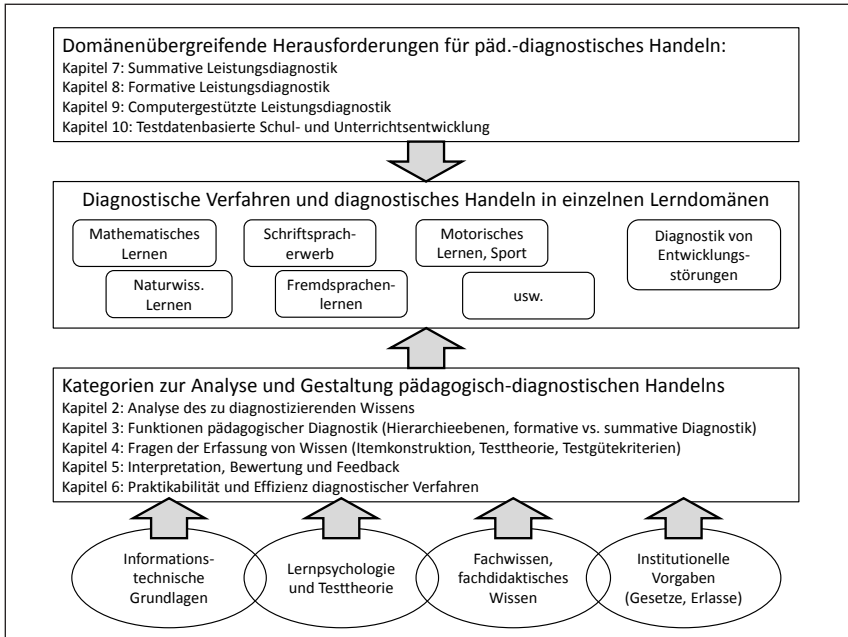 Domänenübergreifende Herausforderungen für päd.-diagnostisches Handeln:
Kapitel 7: Summative Leistungsdiagnostik
Kapitel 8: Formative Leistungsdiagnostik
Kapitel 9: Computergestützte Leistungsdiagnostik
Kapitel 10: Testdatenbasierte Schul- und Unterrichtsentwicklung
Diagnostische Verfahren und diagnostisches Handeln in einzelnen Lerndomänen
Mathematisches
Lernen
Schriftsprach-
erwerb
Motorisches
Lernen, Sport
Diagnostik von
Entwicklungs-
störungen
Naturwiss.
Lernen
Fremdsprachen-
lernen
usw.
Kategorien zur Analyse und Gestaltung pädagogisch-diagnostischen Handelns
Kapitel 2: Analyse des zu diagnostizierenden Wissens
Kapitel 3: Funktionen pädagogischer Diagnostik (Hierarchieebenen, formative vs. summative Diagnostik)
Kapitel 4: Fragen der Erfassung von Wissen (Itemkonstruktion, Testtheorie, Testgütekriterien)
Kapitel 5: Interpretation, Bewertung und Feedback
Kapitel 6: Praktikabilität und Effizienz diagnostischer Verfahren
Informations-
technische
Grundlagen
Lernpsychologie
und Testtheorie
Fachwissen,
fachdidaktisches
Wissen
Institutionelle
Vorgaben
(Gesetze, Erlasse)